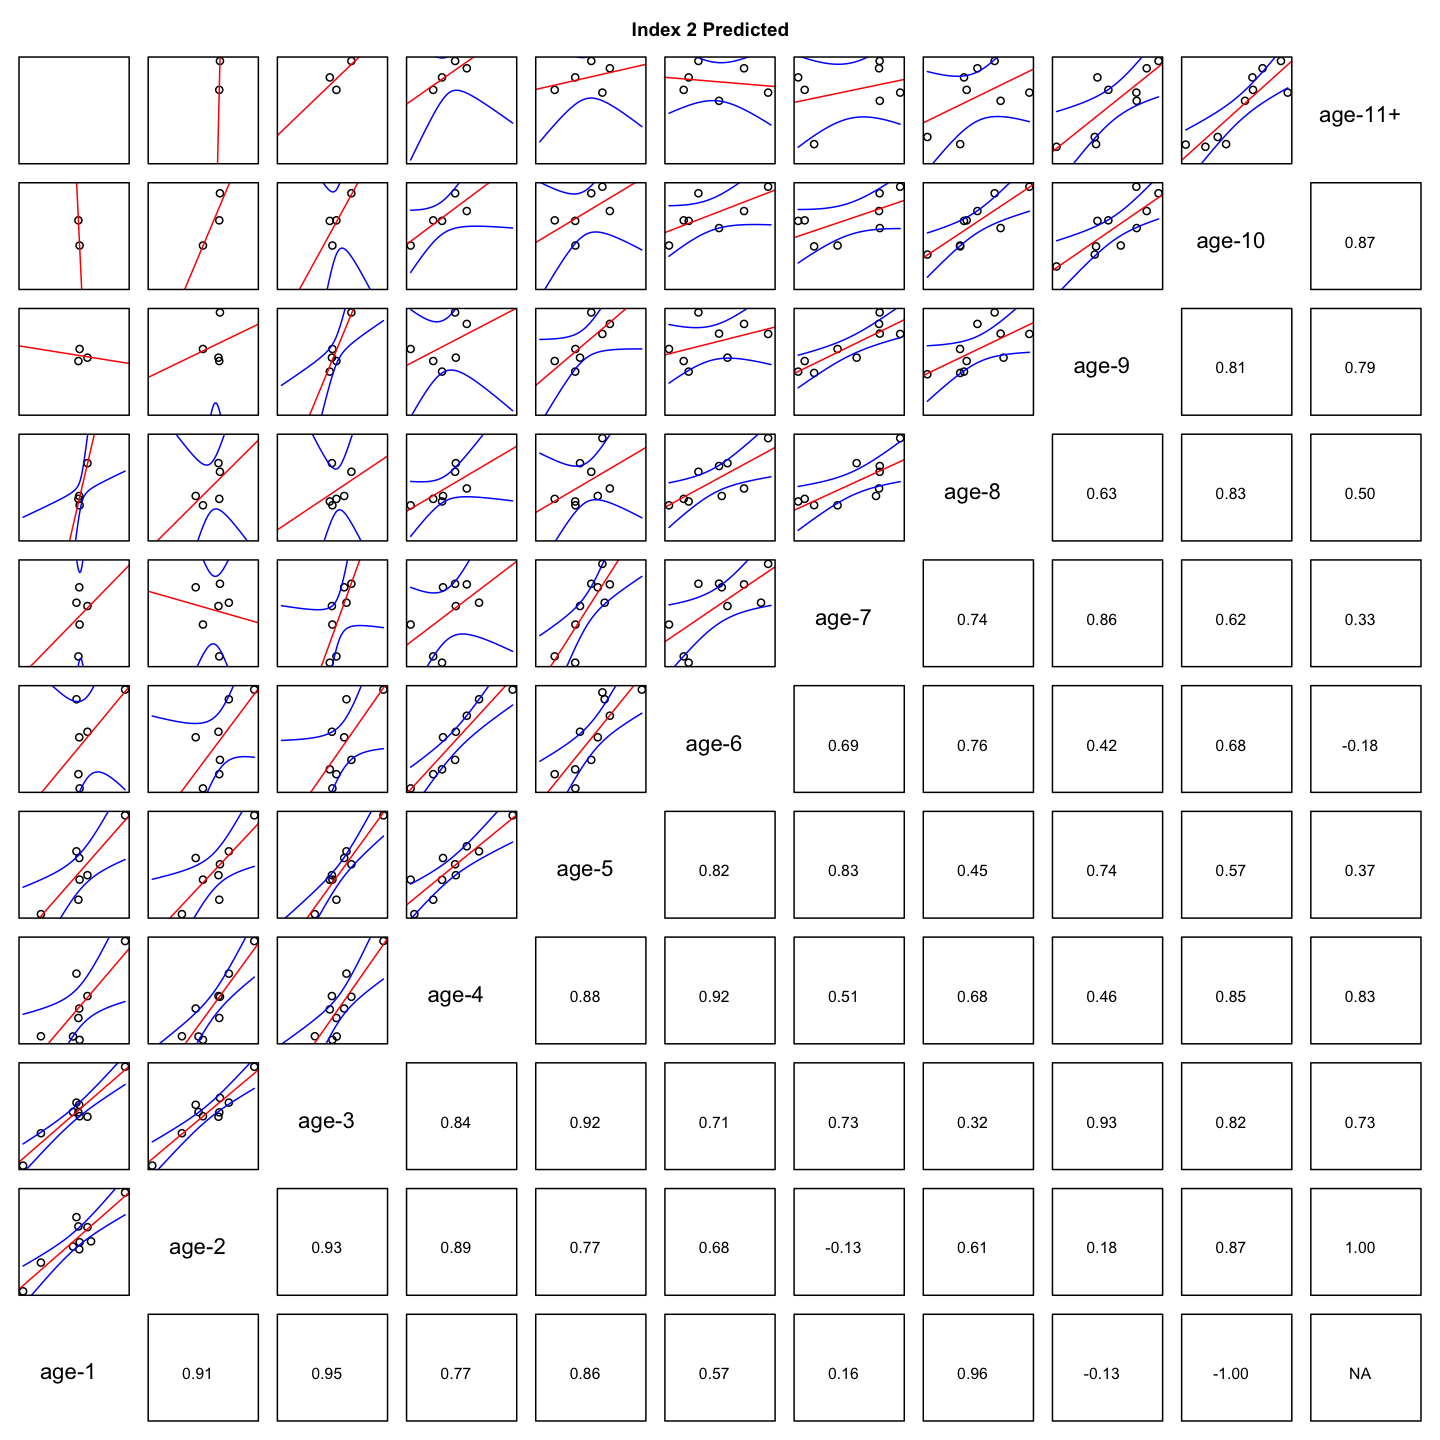 Index 2 Predicted
age-11+
age-10 0.87
age-9 0.81 0.79
age-8 0.63 0.83 0.50
age-7 0.74 0.86 0.62 0.33
age-6 0.69 0.76 0.42 0.68 -0.18
age-5 0.82 0.83 0.45 0.74 0.57 0.37
age-4 0.88 0.92 0.51 0.68 0.46 0.85 0.83
age-3 0.84 0.92 0.71 0.73 0.32 0.93 0.82 0.73
age-2 0.93 0.89 0.77 0.68 -0.13 0.61 0.18 0.87 1.00
age-1 0.91 0.95 0.77 0.86 0.57 0.16 0.96 -0.13 -1.00 NA